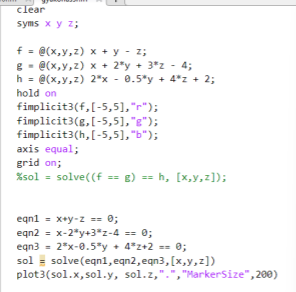 clear
syms x y z;
f = @(x,y,z) x + y - z;
g = @(x,y,z) x + 2*y + 3*z - 4;
h = @(x,y,z) 2*x - 0.5*y + 4*z + 2;
hold on
fimplicit3(f,[-5,5],"r");
fimplicit3(g,[-5,5],"g");
fimplicit3(h,[-5,5],"b");
axis equal;
grid on;
%sol = solve((f == g) == h, [x,y,z]);
eqn1 = x+y-z == 0;
eqn2 = x-2*y+3*z-4 == 0;
eqn3 = 2*x-0.5*y + 4*z+2 == 0;
sol = solve(eqn1,eqn2,eqn3,[x,y,z])
plot3(sol.x,sol.y, sol.z,".","MarkerSize",200)